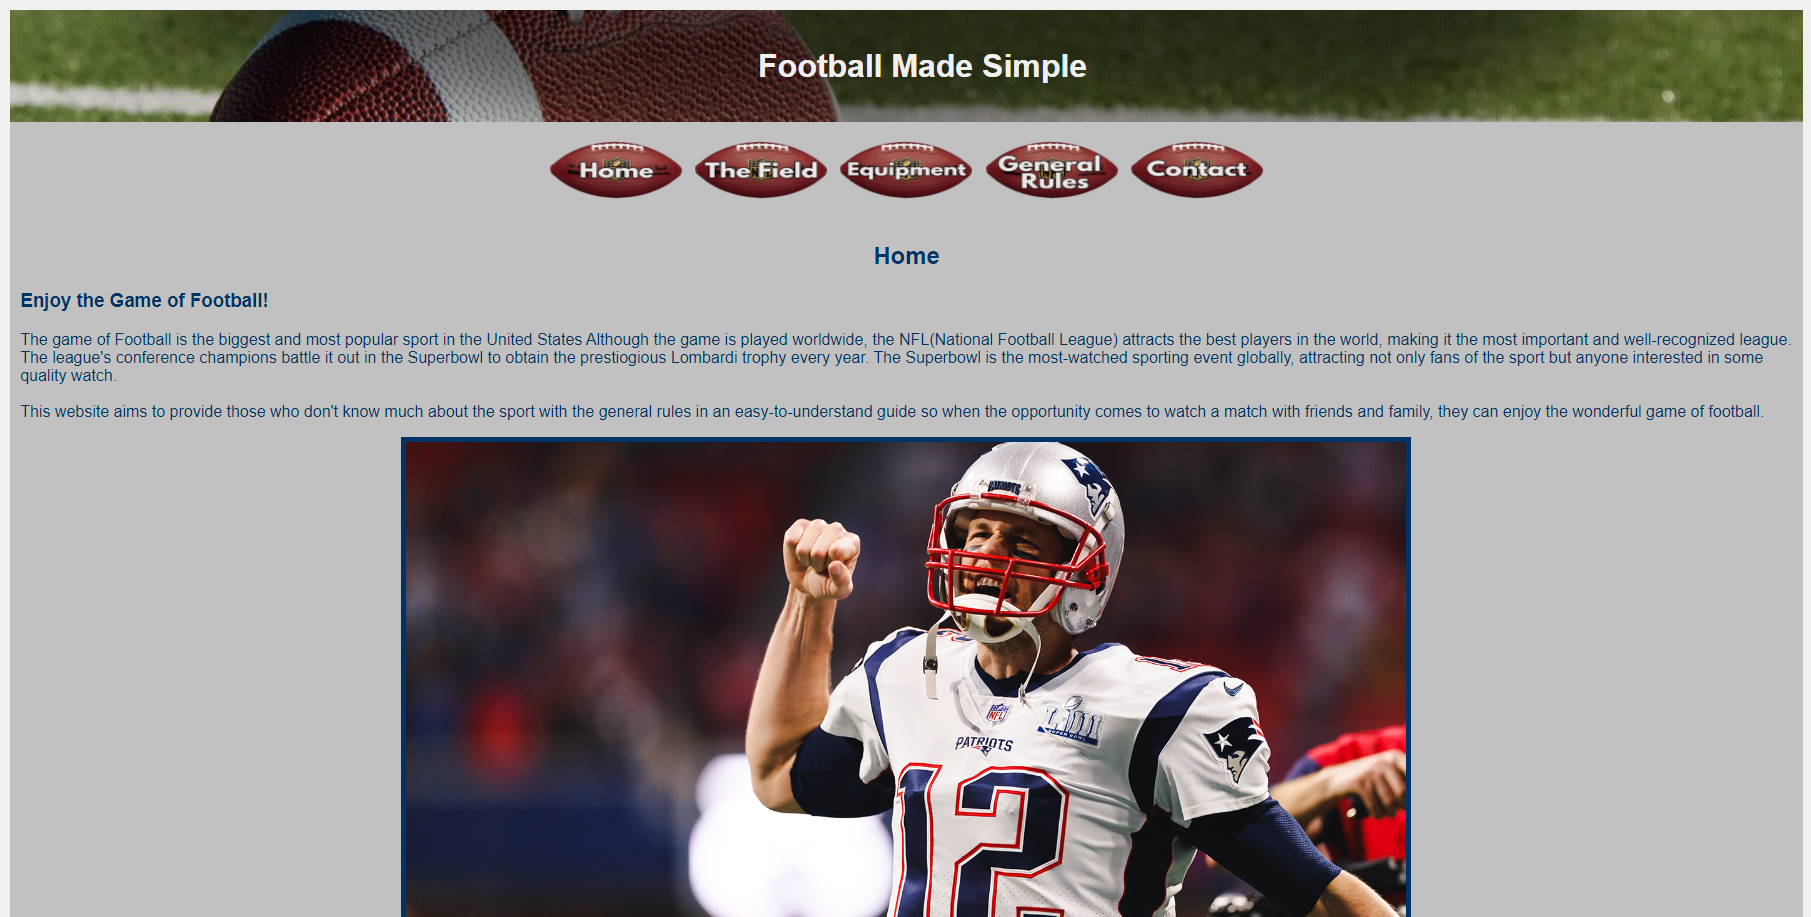 Football Made Simple
Home
The Field
Equipment
General
Rules
Contact
Home
Enjoy the Game of Football!
The game of Football is the biggest and most popular sport in the United States Although the game is played worldwide, the NFL(National Football League) attracts the best players in the world, making it the most important and well-recognized league.
The league's conference champions battle it out in the Superbowl to obtain the prestiogious Lombardi trophy every year. The Superbowl is the most-watched sporting event globally, attracting not only fans of the sport but anyone interested in some
quality watch.
This website aims to provide those who don't know much about the sport with the general rules in an easy-to-understand guide so when the opportunity comes to watch a match with friends and family, they can enjoy the wonderful game of football.
PATRIOTS
NFL
LIII
SUPER BOWL
PATRIOTS
12